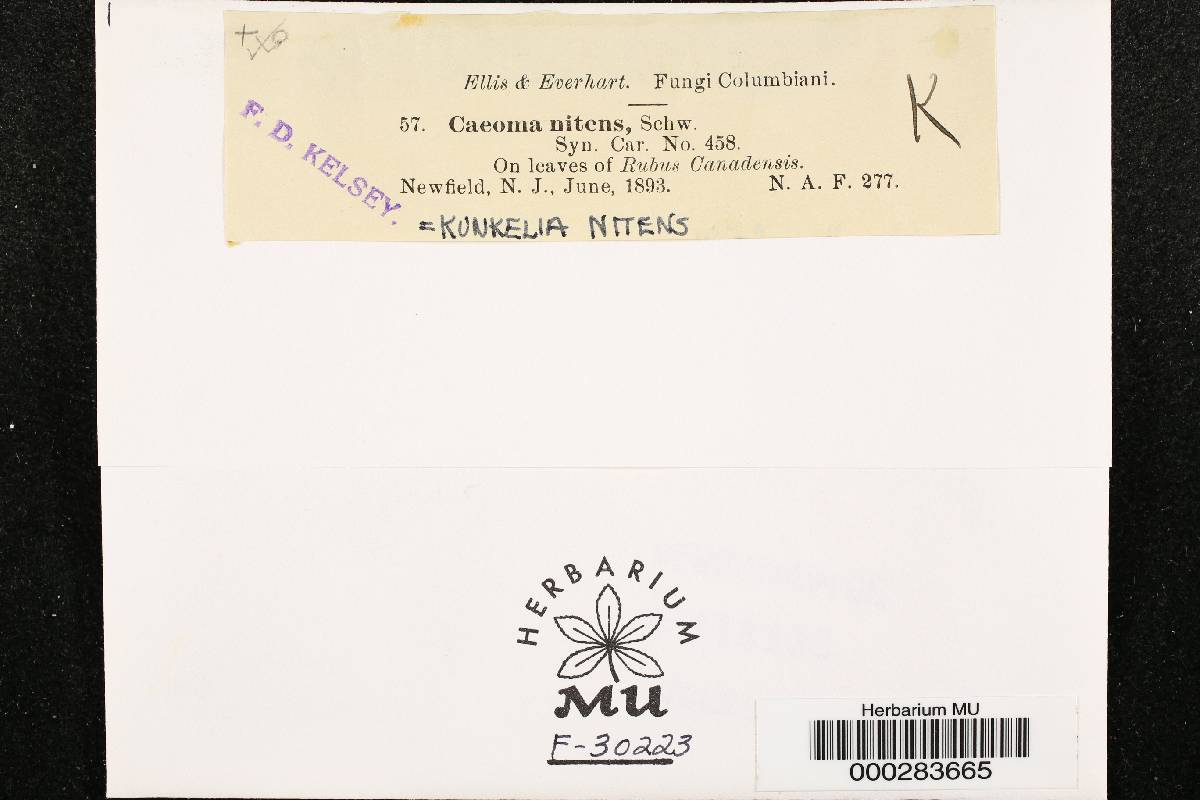 Ellis & Everhart. Fungi Columbiani.
K
57. Caeoma nitens, Schw.
Syn. Car. No. 458.
On leaves of Rubus Canadensis.
Newfield, N. J., June, 1893. N. A. F. 277.
F. D. KELSEY.
=KUNKELIA NITENS
HERBARIUM
MU
F-30223
Herbarium MU
000283665